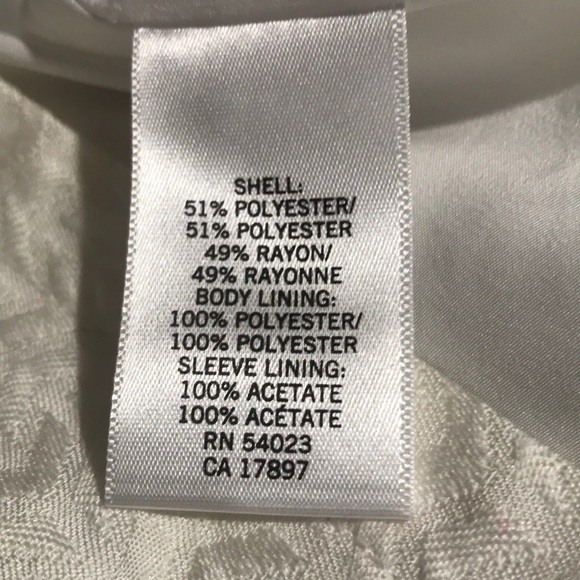 SHELL:
51% POLYESTER/
51% POLYESTER
49% RAYON/
49% RAYONNE
BODY LINING:
100% POLYESTER/
100% POLYESTER
SLEEVE LINING:
100% ACETATE
100% ACÉTATE
RN 54023
CA 17897